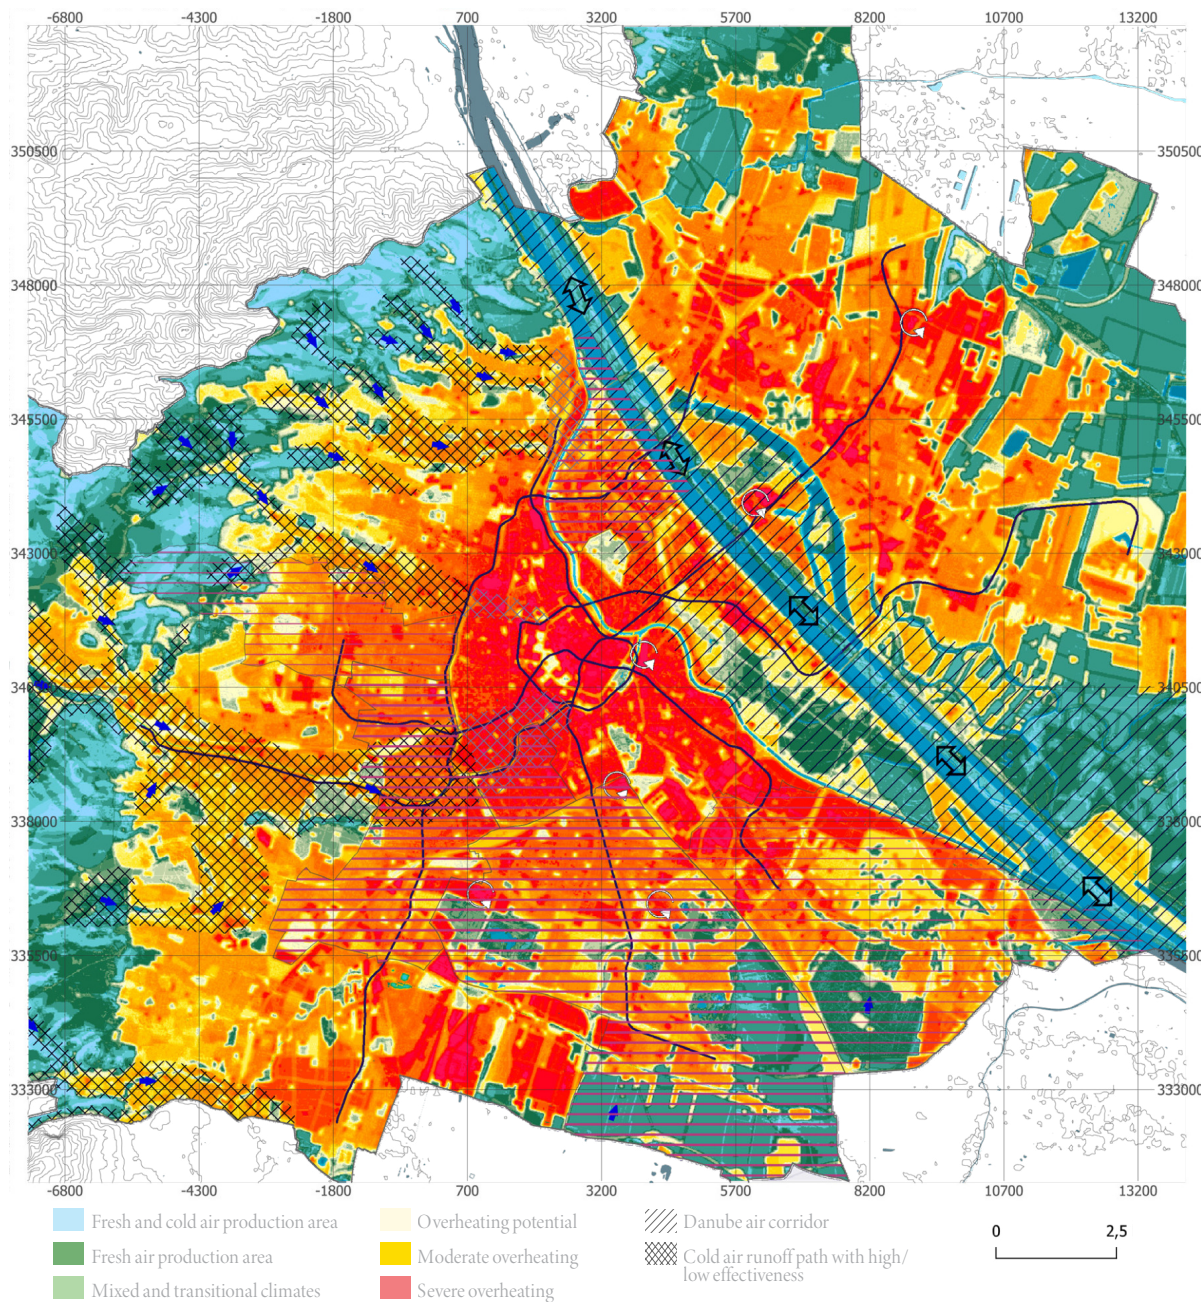 -6800 -4300 -1800 700 3200 5700 8200 10700 13200
350500 350500
348000 348000
345500 345500
343000 343000
340500 340500
338000 338000
335500 335500
333000 333000
-6800 -4300 -1800 700 3200 5700 8200 10700 13200
Fresh and cold air production area
Fresh air production area
Mixed and transitional climates
Overheating potential
Moderate overheating
Severe overheating
Danube air corridor
Cold air runoff path with high/
low effectiveness
0 2,5